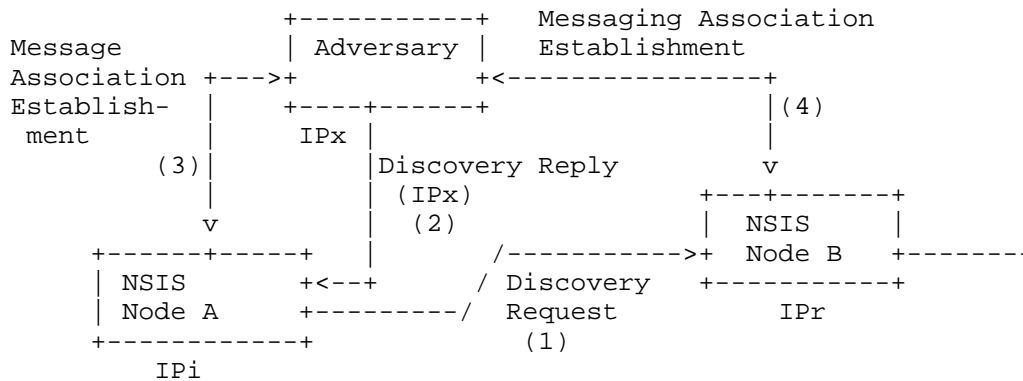 +-----------+   Messaging Association
Message             | Adversary |   Establishment
Association +--->+           +<----------------+
Establish-   |      +----+------+                 |(4)
 ment        |       IPx |                        |
          (3)|           |Discovery Reply         v
             |           | (IPx)              +---+-------+
             v           |  (2)               |  NSIS     |
      +------+-----+     |       /----------->+  Node B   +--------
      | NSIS       +<--+        / Discovery   +-----------+
      | Node A     +---------/  Request            IPr
      +------------+             (1)
          IPi